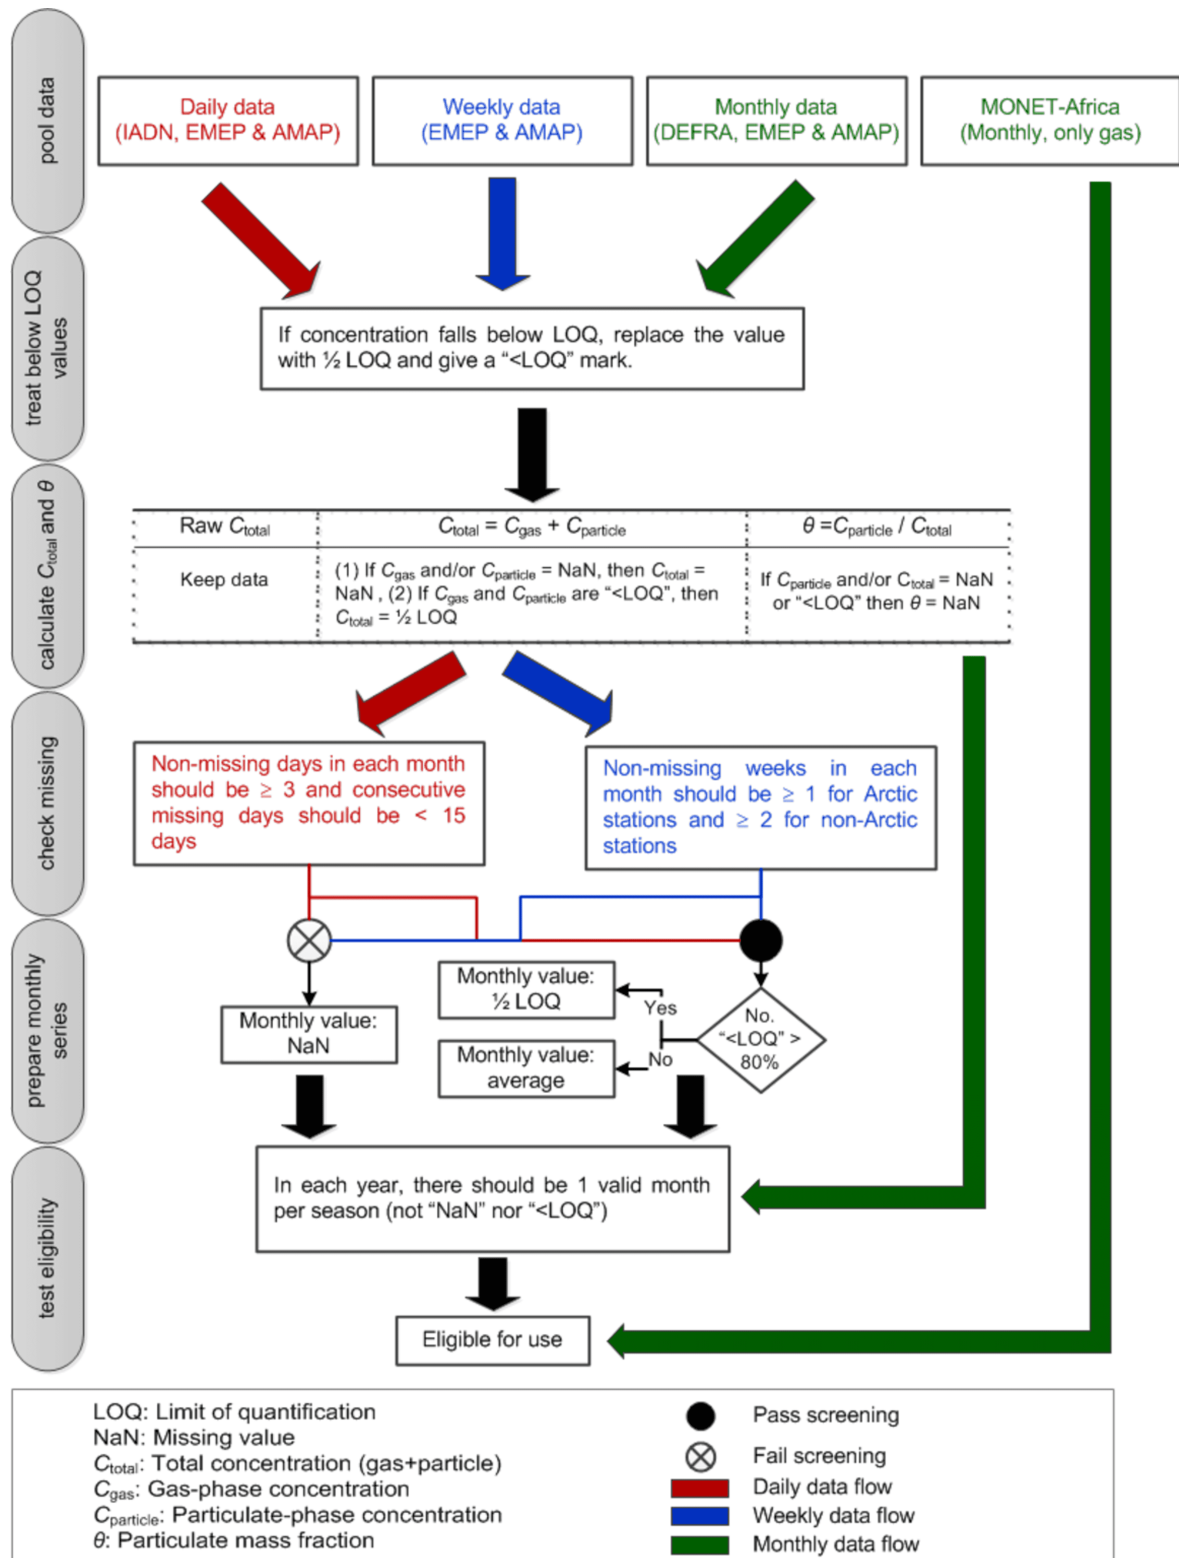 pool data
Daily data
(IADN, EMEP & AMAP)
Weekly data
(EMEP & AMAP)
Monthly data
(DEFRA, EMEP & AMAP)
MONET-Africa
(Monthly, only gas)
treat below LOQ
values
If concentration falls below LOQ, replace the value
with ½ LOQ and give a “<LOQ” mark.
calculate Ctotal and θ
Raw Ctotal
Ctotal = Cgas + Cparticle
θ =Cparticle / Ctotal
Keep data
(1) If Cgas and/or Cparticle = NaN, then Ctotal =
NaN , (2) If Cgas and Cparticle are “<LOQ”, then
Ctotal = ½ LOQ
If Cparticle and/or Ctotal = NaN
or “<LOQ” then θ = NaN
check missing
Non-missing days in each month
should be ≥ 3 and consecutive
missing days should be < 15
days
Non-missing weeks in each
month should be ≥ 1 for Arctic
stations and ≥ 2 for non-Arctic
stations
prepare monthly
series
Monthly value:
NaN
Monthly value:
½ LOQ
Yes
Monthly value:
average
No
No.
“<LOQ” >
80%
test eligibility
In each year, there should be 1 valid month
per season (not “NaN” nor “<LOQ”)
Eligible for use
LOQ: Limit of quantification
NaN: Missing value
Ctotal: Total concentration (gas+particle)
Cgas: Gas-phase concentration
Cparticle: Particulate-phase concentration
θ: Particulate mass fraction
Pass screening
Fail screening
Daily data flow
Weekly data flow
Monthly data flow